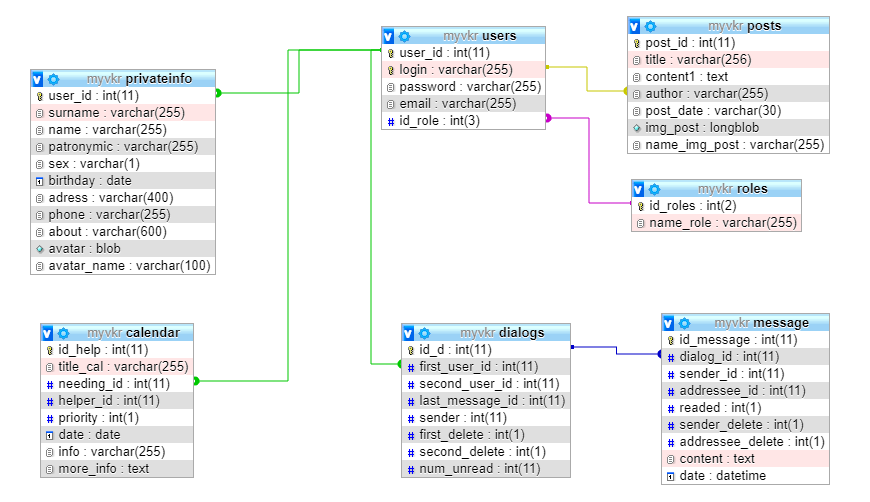 myvkr users
user_id : int(11)
login : varchar(255)
password : varchar(255)
email : varchar(255)
id_role : int(3)
myvkr posts
post_id : int(11)
title : varchar(256)
content1 : text
author : varchar(255)
post_date : varchar(30)
img_post : longblob
name_img_post : varchar(255)
myvkr privateinfo
user_id : int(11)
surname : varchar(255)
name : varchar(255)
patronymic : varchar(255)
sex : varchar(1)
birthday : date
adress : varchar(400)
phone : varchar(255)
about : varchar(600)
avatar : blob
avatar_name : varchar(100)
myvkr roles
id_roles : int(2)
name_role : varchar(255)
myvkr calendar
id_help : int(11)
title_cal : varchar(255)
needing_id : int(11)
helper_id : int(11)
priority : int(1)
date : date
info : varchar(255)
more_info : text
myvkr dialogs
id_d : int(11)
first_user_id : int(11)
second_user_id : int(11)
last_message_id : int(11)
sender : int(11)
first_delete : int(1)
second_delete : int(1)
num_unread : int(11)
myvkr message
id_message : int(11)
dialog_id : int(11)
sender_id : int(11)
addressee_id : int(11)
readed : int(1)
sender_delete : int(1)
addressee_delete : int(1)
content : text
date : datetime